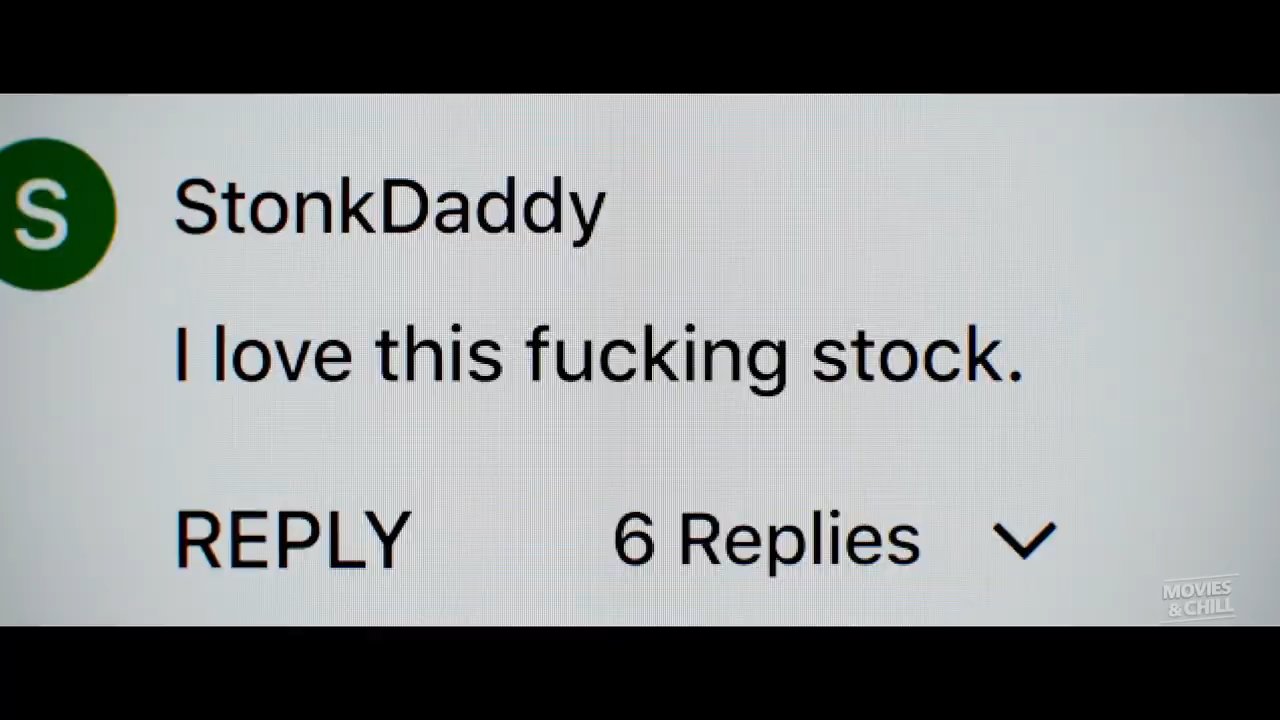 S
StonkDaddy
I love this fucking stock.
REPLY 6 Replies
MOVIES
& CHILL